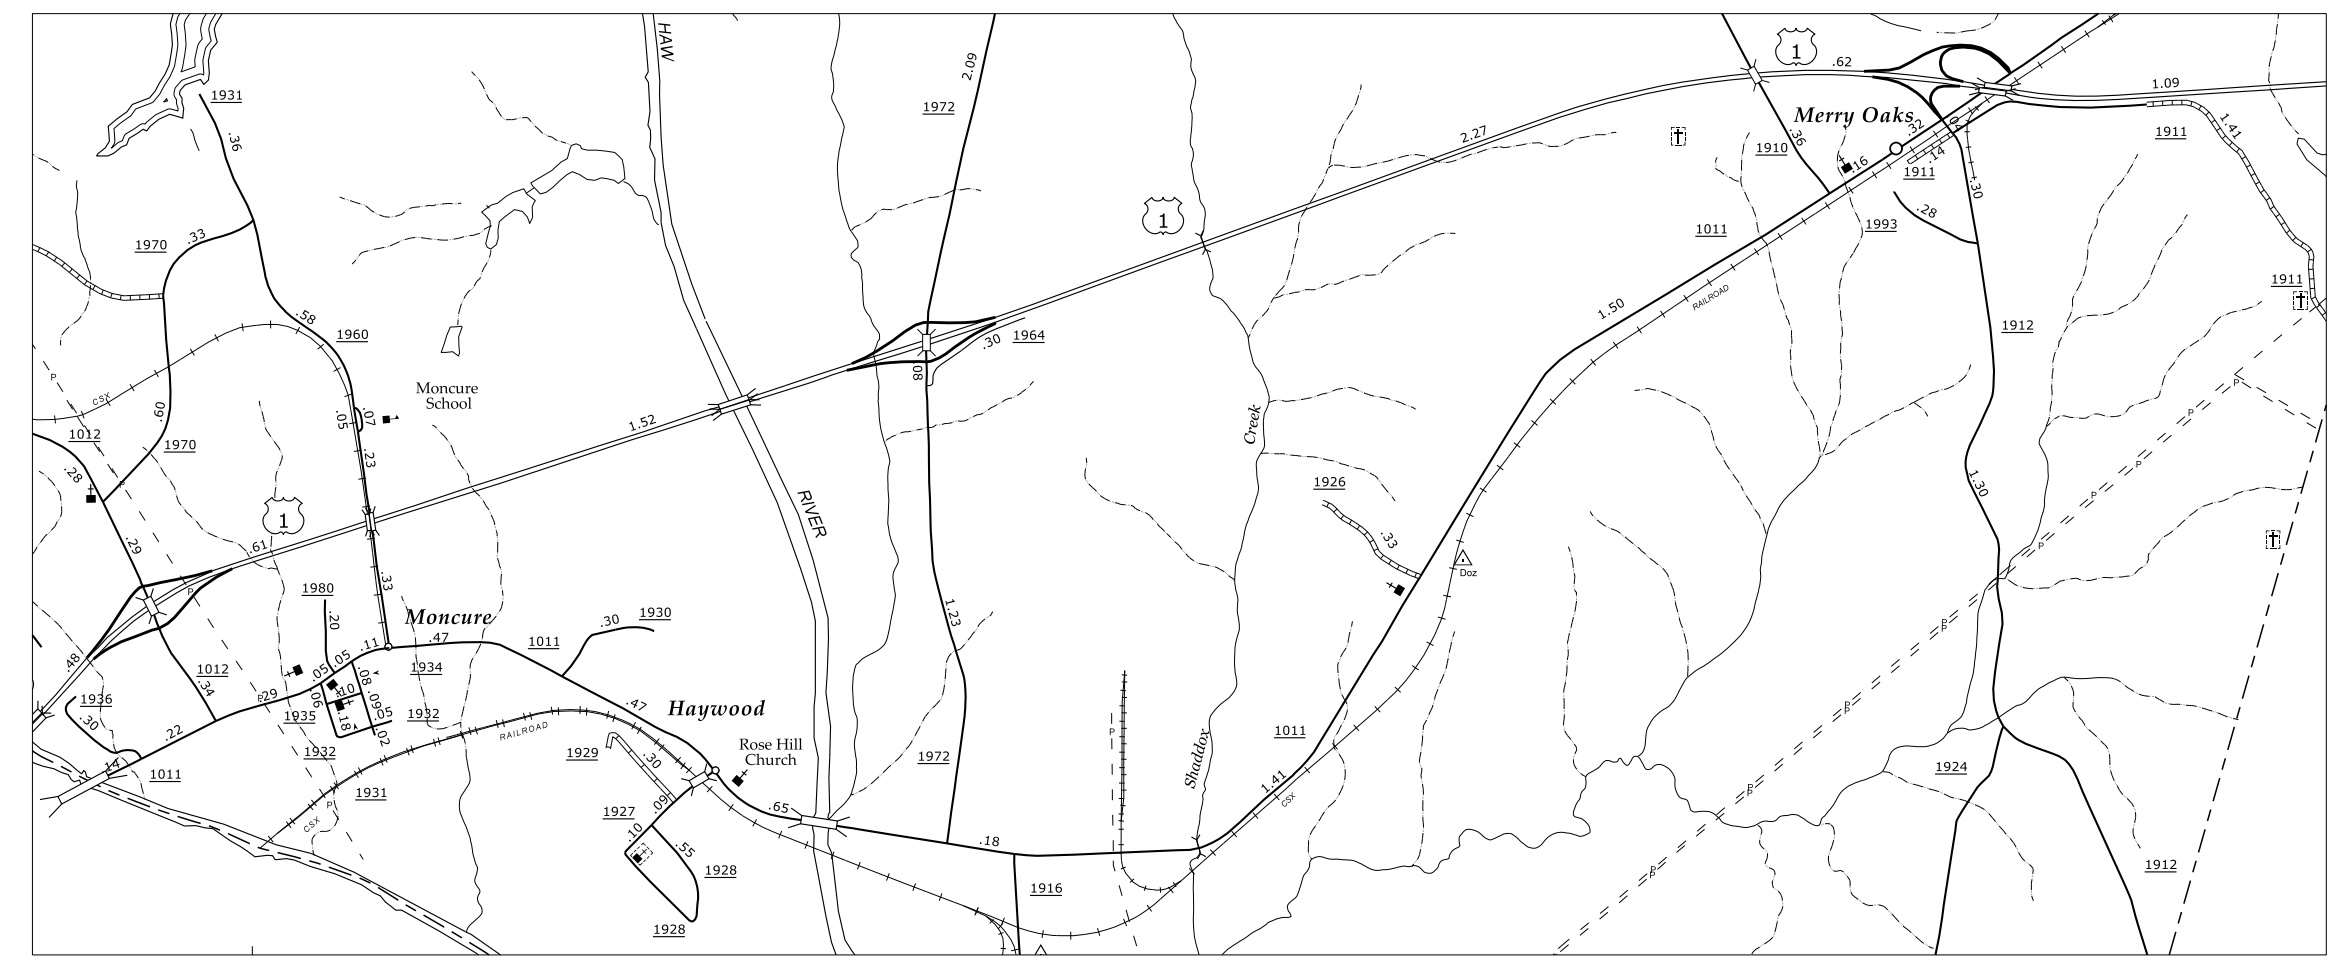 HAW
1
.62
1.09
2.09
1931
1972
Merry Oaks
.32
.02
1911
1.41
.36
2.27
.36
1910
.16
.14
1911
.30
1
.28
1993
1011
1970
.33
1911
RAILROAD
1.50
1912
.58
1960
1964
.30
.08
P
P
Moncure
School
CSX
.60
.07
.05
P
1012
1970
1.52
Creek
.23
.28
P
1926
1.30
P
P
RIVER
1
.33
.29
.61
P
Doz
P
1980
.33
.20
Moncure
.30
1930
1.23
P
P
.47
1011
.11
.05
.05
1934
.48
1012
.34
.08
1936
P
.29
.10
.06
.09
.05
1932
1935
.18
.30
.47
Haywood
P
P
.22
.02
RAILROAD
P
Shaddox
1011
1932
1929
.30
Rose Hill
Church
1972
.14
1011
1924
1931
P
1.41
CSX
P
P
CSX
1927
.09
.65
.10
.18
.55
1928
1916
1912
P
P
1928